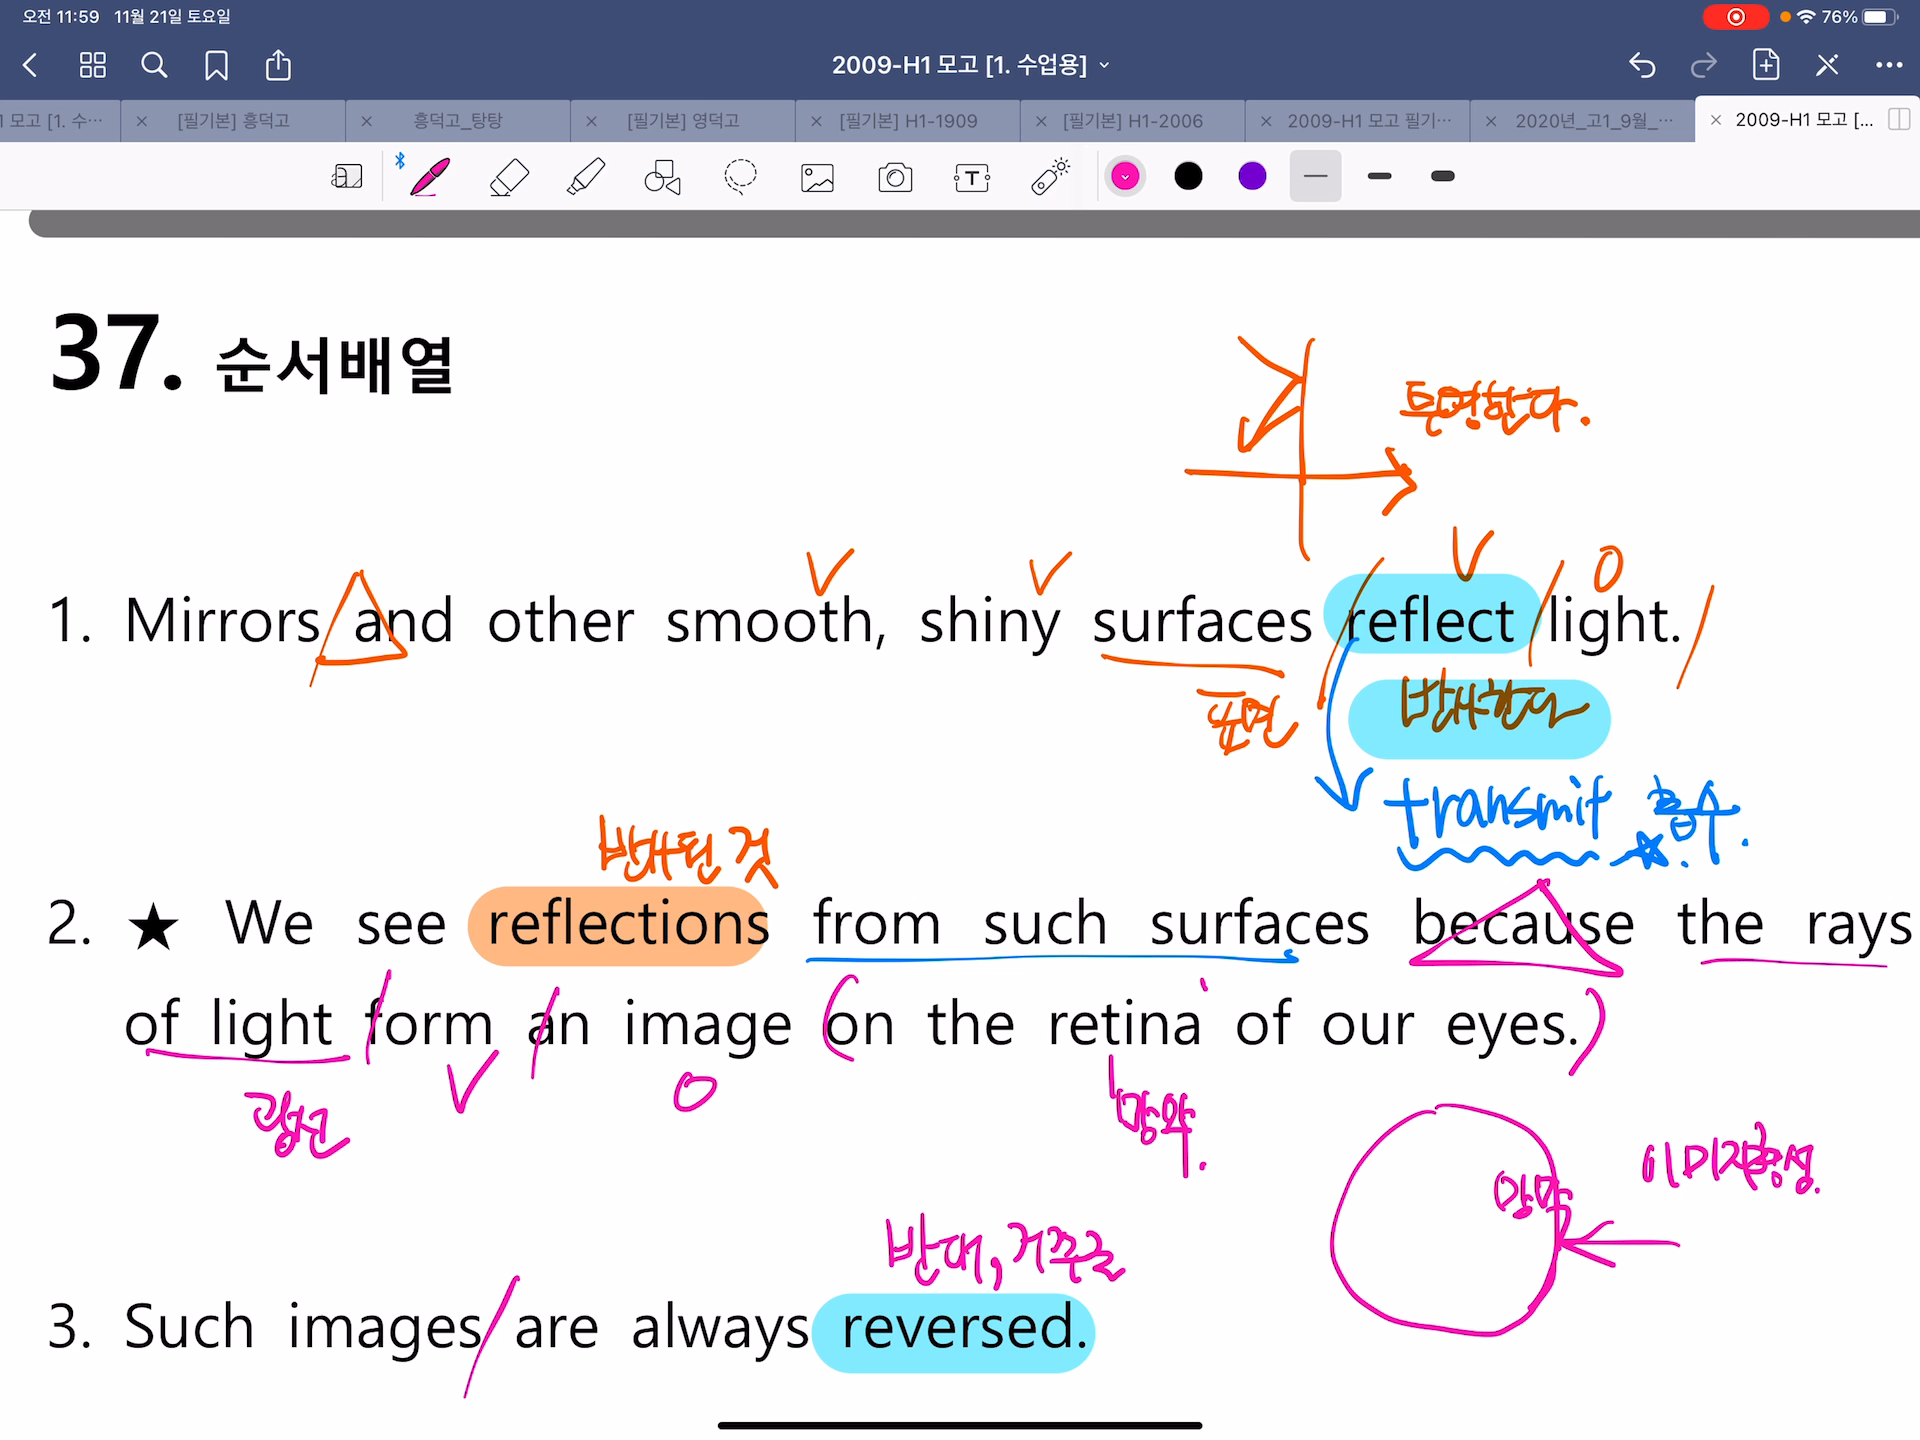 오전 11:59 11월 21일 토요일
76%
2009-H1 모고 [1. 수업용]
모고 [1. 수…
[필기본] 흥덕고
흥덕고_탕탕
[필기본] 영덕고
[필기본] H1-1909
[필기본] H1-2006
2009-H1 모고 필기…
2020년_고1_9월_…
2009-H1 모고 [...
37. 순서배열
투명한다.
1. Mirrors and other smooth, shiny surfaces reflect light.
표면
반사한다
transmit 흡수.
반사된 것
2. ★ We see reflections from such surfaces because the rays
of light form an image on the retina of our eyes.
광선
망막.
망막
이미지형성.
반대, 거꾸로
3. Such images are always reversed.